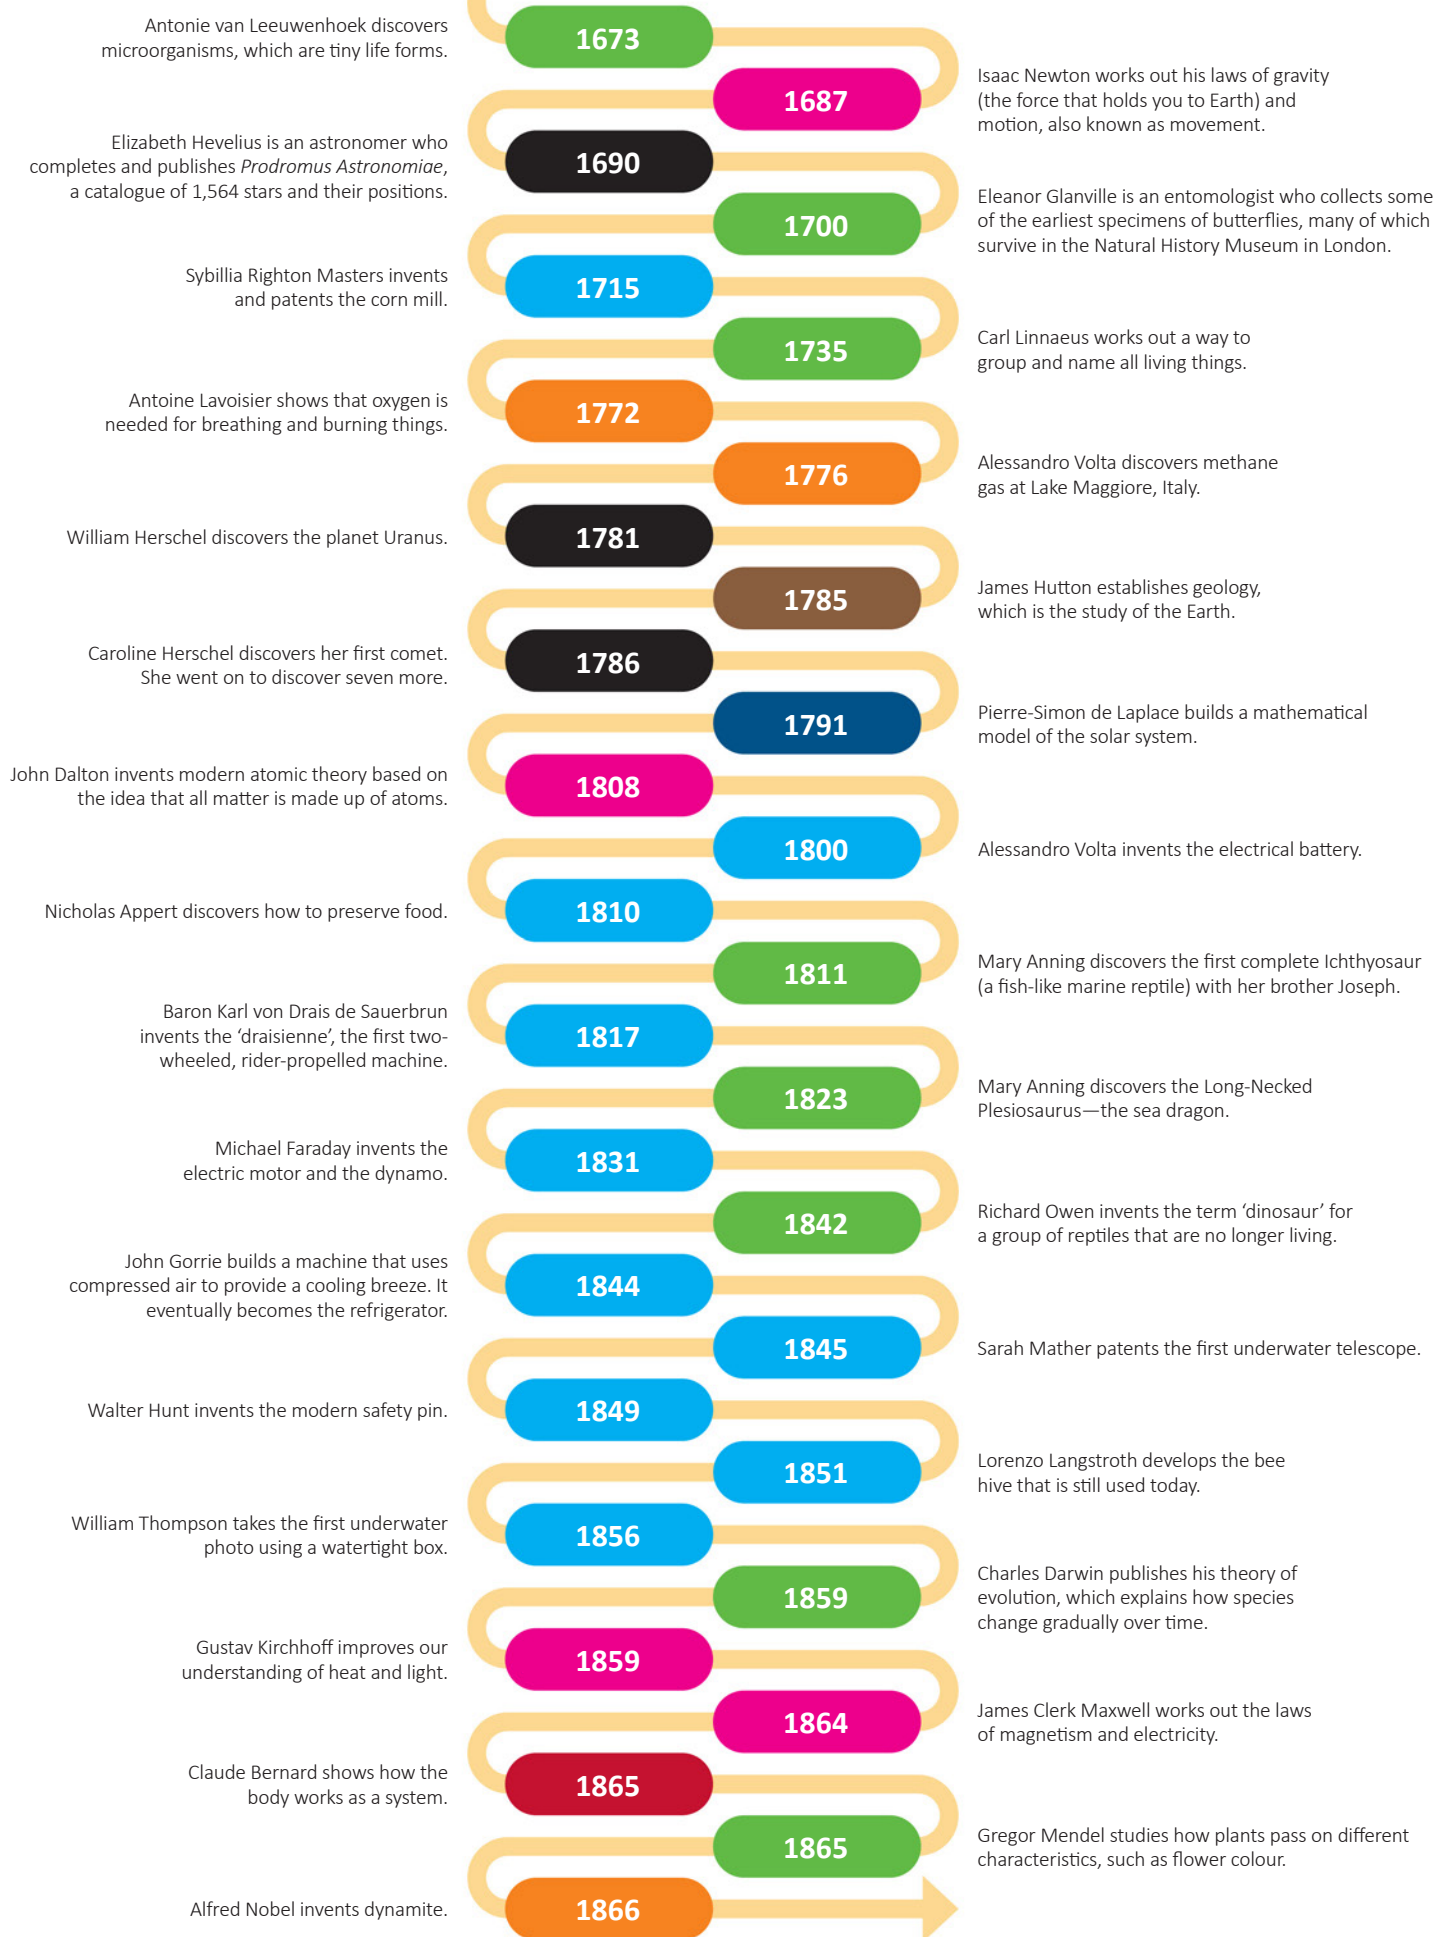 Antonie van Leeuwenhoek discovers
microorganisms, which are tiny life forms.
1673
1687
Isaac Newton works out his laws of gravity
(the force that holds you to Earth) and
motion, also known as movement.
Elizabeth Hevelius is an astronomer who
completes and publishes Prodromus Astronomiae,
a catalogue of 1,564 stars and their positions.
1690
1700
Eleanor Glanville is an entomologist who collects some
of the earliest specimens of butterflies, many of which
survive in the Natural History Museum in London.
Sybillia Righton Masters invents
and patents the corn mill.
1715
1735
Carl Linnaeus works out a way to
group and name all living things.
Antoine Lavoisier shows that oxygen is
needed for breathing and burning things.
1772
1776
Alessandro Volta discovers methane
gas at Lake Maggiore, Italy.
William Herschel discovers the planet Uranus.
1781
1785
James Hutton establishes geology,
which is the study of the Earth.
Caroline Herschel discovers her first comet.
She went on to discover seven more.
1786
1791
Pierre-Simon de Laplace builds a mathematical
model of the solar system.
John Dalton invents modern atomic theory based on
the idea that all matter is made up of atoms.
1808
1800
Alessandro Volta invents the electrical battery.
Nicholas Appert discovers how to preserve food.
1810
1811
Mary Anning discovers the first complete Ichthyosaur
(a fish-like marine reptile) with her brother Joseph.
Baron Karl von Drais de Sauerbrun
invents the ‘draisienne’, the first two-
wheeled, rider-propelled machine.
1817
1823
Mary Anning discovers the Long-Necked
Plesiosaurus—the sea dragon.
Michael Faraday invents the
electric motor and the dynamo.
1831
1842
Richard Owen invents the term ‘dinosaur’ for
a group of reptiles that are no longer living.
John Gorrie builds a machine that uses
compressed air to provide a cooling breeze. It
eventually becomes the refrigerator.
1844
1845
Sarah Mather patents the first underwater telescope.
Walter Hunt invents the modern safety pin.
1849
1851
Lorenzo Langstroth develops the bee
hive that is still used today.
William Thompson takes the first underwater
photo using a watertight box.
1856
1859
Charles Darwin publishes his theory of
evolution, which explains how species
change gradually over time.
Gustav Kirchhoff improves our
understanding of heat and light.
1859
1864
James Clerk Maxwell works out the laws
of magnetism and electricity.
Claude Bernard shows how the
body works as a system.
1865
1865
Gregor Mendel studies how plants pass on different
characteristics, such as flower colour.
Alfred Nobel invents dynamite.
1866